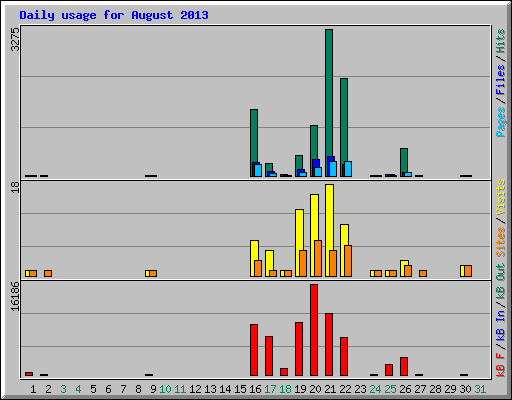 Daily usage for August 2013
3275
Pages / Files / Hits
18
Sites / Visits
16186
kB F / kB In / kB Out
1 2 3 4 5 6 7 8 9 10 11 12 13 14 15 16 17 18 19 20 21 22 23 24 25 26 27 28 29 30 31